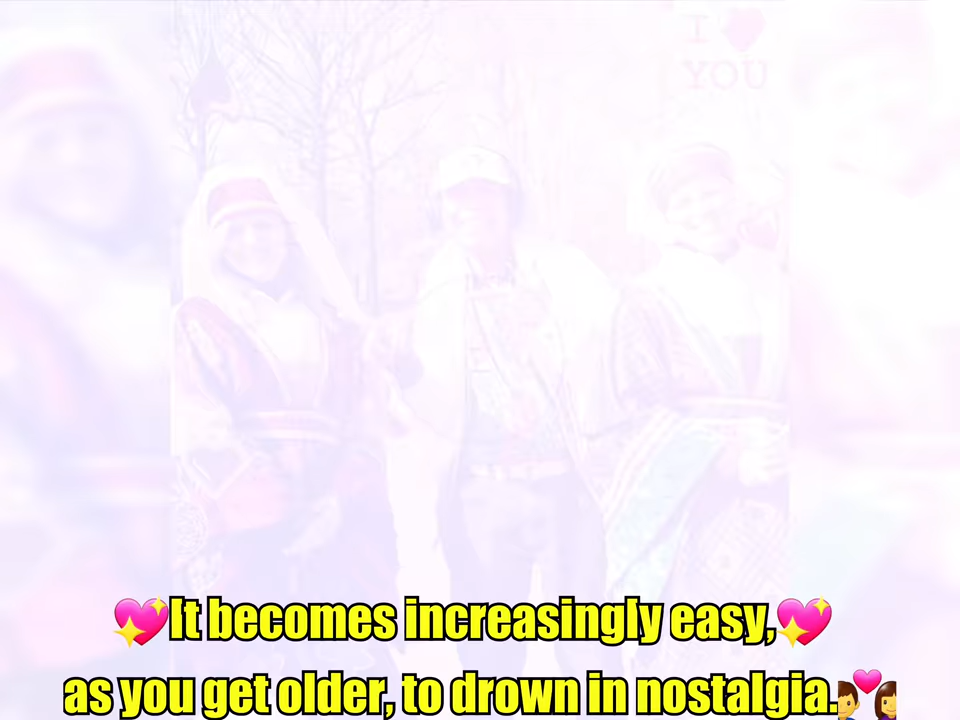 I ❤
YOU
💖It becomes increasingly easy,💖
as you get older, to drown in nostalgia.💑